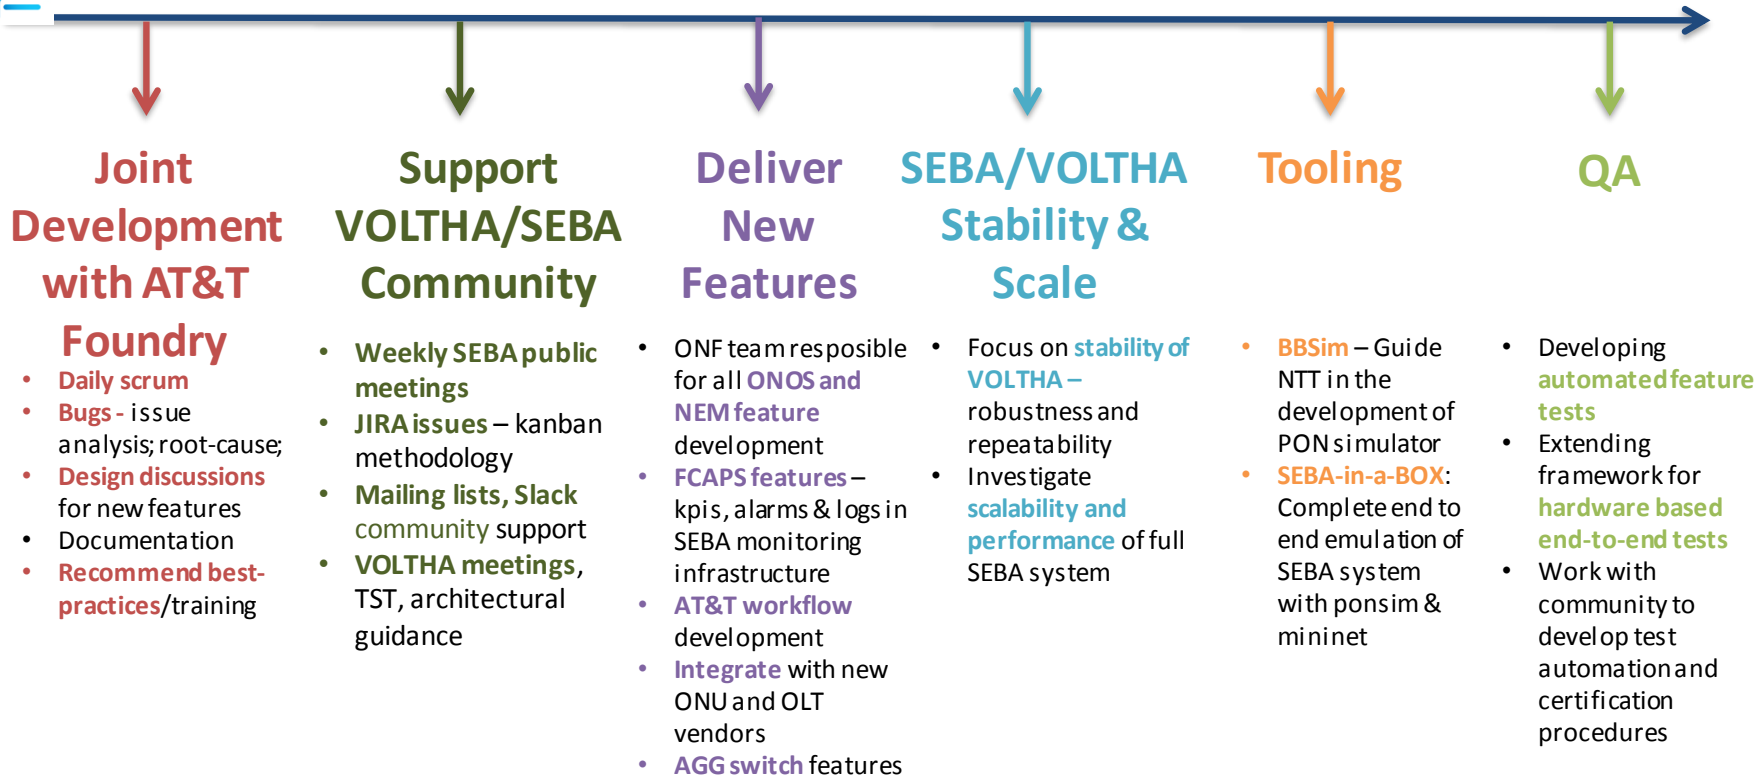 Joint
Development
with AT&T
Foundry
• Daily scrum
• Bugs - issue
analysis; root-cause;
• Design discussions
for new features
• Documentation
• Recommend best-
practices/training
Support
VOLTHA/SEBA
Community
• Weekly SEBA public
meetings
• JIRA issues – kanban
methodology
• Mailing lists, Slack
community support
• VOLTHA meetings,
TST, architectural
guidance
Deliver
New
Features
• ONF team resposible
for all ONOS and
NEM feature
development
• FCAPS features –
kpis, alarms & logs in
SEBA monitoring
infrastructure
• AT&T workflow
development
• Integrate with new
ONU and OLT
vendors
• AGG switch features
SEBA/VOLTHA
Stability &
Scale
• Focus on stability of
VOLTHA –
robustness and
repeatability
• Investigate
scalability and
performance of full
SEBA system
Tooling
• BBSim – Guide
NTT in the
development of
PON simulator
• SEBA-in-a-BOX:
Complete end to
end emulation of
SEBA system
with ponsim &
mininet
QA
• Developing
automated feature
tests
• Extending
framework for
hardware based
end-to-end tests
• Work with
community to
develop test
automation and
certification
procedures